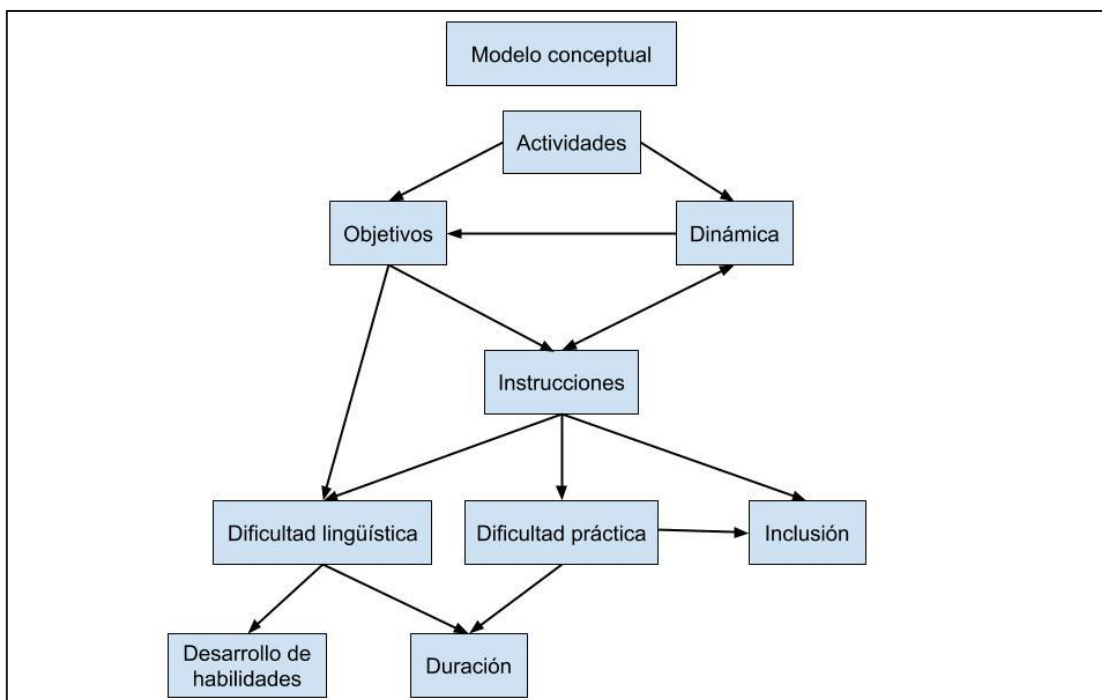 Modelo conceptual
Actividades
Objetivos
Dinámica
Instrucciones
Dificultad lingüística
Dificultad práctica
Inclusión
Desarrollo de
habilidades
Duración